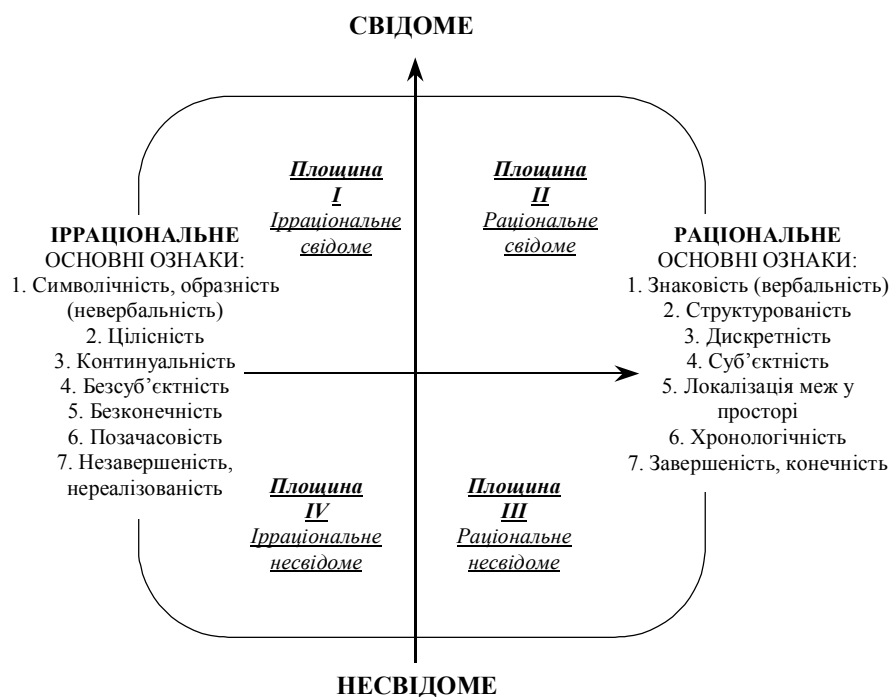 СВІДОМЕ
Площина
I
Ірраціональне
свідоме
Площина
II
Раціональне
свідоме
ІРРАЦІОНАЛЬНЕ
ОСНОВНІ ОЗНАКИ:
1. Символічність, образність
(невербальність)
2. Цілісність
3. Континуальність
4. Безсуб’єктність
5. Безконечність
6. Позачасовість
7. Незавершеність,
нереалізованість
РАЦІОНАЛЬНЕ
ОСНОВНІ ОЗНАКИ:
1. Знаковість (вербальність)
2. Структурованість
3. Дискретність
4. Суб’єктність
5. Локалізація меж у
просторі
6. Хронологічність
7. Завершеність, конечність
Площина
IV
Ірраціональне
несвідоме
Площина
III
Раціональне
несвідоме
НЕСВІДОМЕ